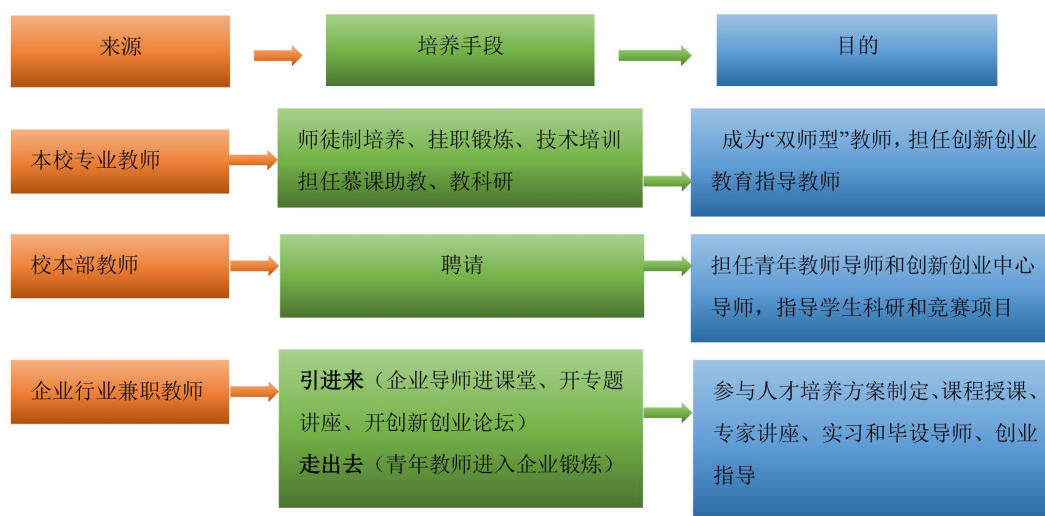 来源
培养手段
目的
本校专业教师
师徒制培养、挂职锻炼、技术培训
担任慕课助教、教科研
成为“双师型”教师，担任创新创业
教育指导教师
校本部教师
聘请
担任青年教师导师和创新创业中心
导师，指导学生科研和竞赛项目
企业行业兼职教师
引进来（企业导师进课堂、开专题
讲座、开创新创业论坛）
走出去（青年教师进入企业锻炼）
参与人才培养方案制定、课程授课、
专家讲座、实习和毕设导师、创业
指导